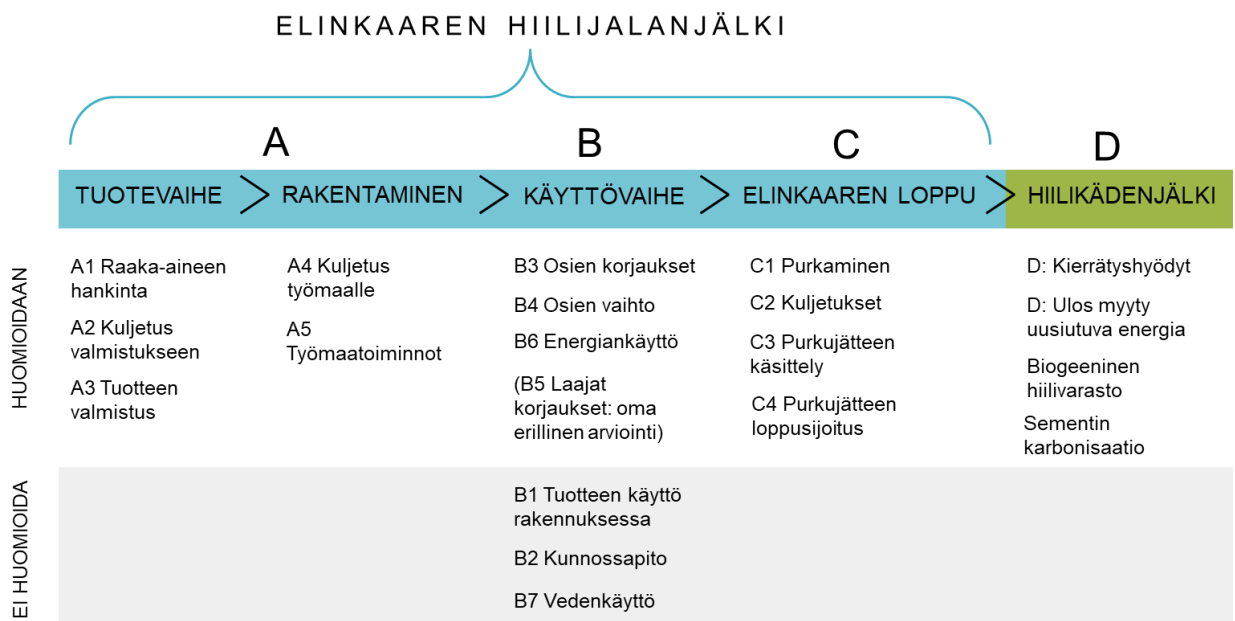 ELINKAAREN HIILIJALANJÄLKI
A
B
C
D
TUOTEVAIHE
RAKENTAMINEN
KÄYTTÖVAIHE
ELINKAAREN LOPPU
HIILIKÄDENJÄLKI
HUOMIOIDAAN
A1 Raaka-aineen
hankinta
A2 Kuljetus
valmistukseen
A3 Tuotteen
valmistus
A4 Kuljetus
työmaalle
A5
Työmaatoiminnot
B3 Osien korjaukset
B4 Osien vaihto
B6 Energiankäyttö
(B5 Laajat
korjaukset: oma
erillinen arviointi)
C1 Purkaminen
C2 Kuljetukset
C3 Purkujätteen
käsittely
C4 Purkujätteen
loppusijoitus
D: Kierrätyshyödyt
D: Ulos myyty
uusiutuva energia
Biogeeninen
hiilivarasto
Sementin
karbonisaatio
EI HUOMIOIDA
B1 Tuotteen käyttö
rakennuksessa
B2 Kunnossapito
B7 Vedenkäyttö